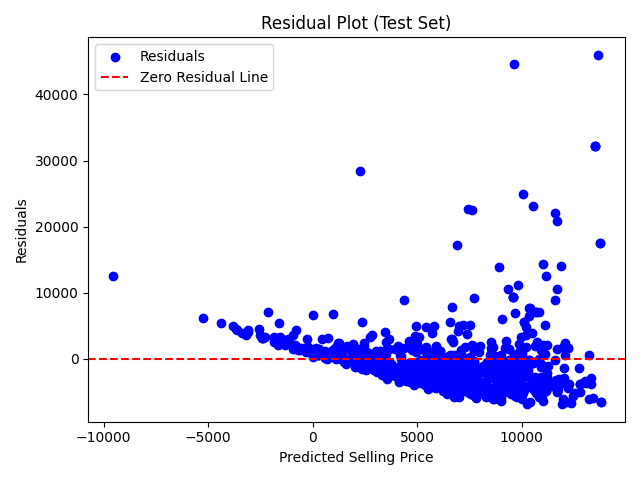 Residual Plot (Test Set)
Residuals
Zero Residual Line
40000
30000
20000
10000
0
Residuals
−10000
−5000
0
5000
10000
Predicted Selling Price